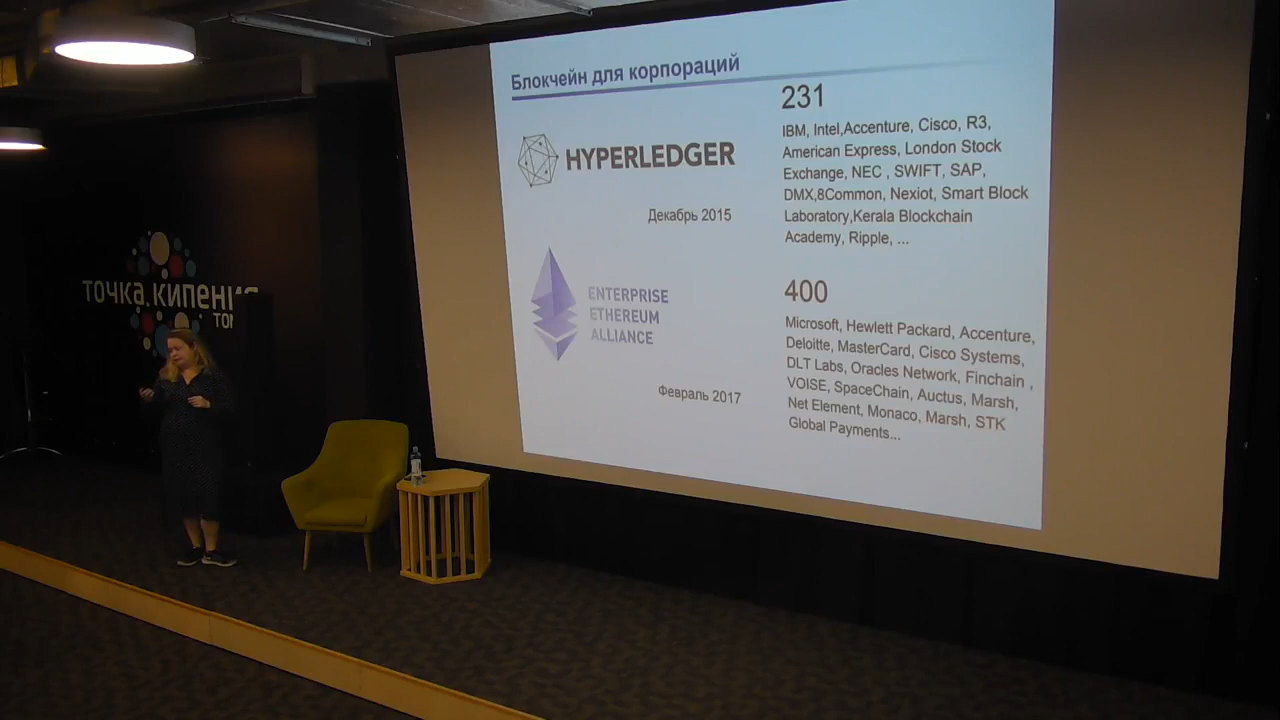 Блокчейн для корпораций
HYPERLEDGER
Декабрь 2015
231
IBM, Intel,Accenture, Cisco, R3,
American Express, London Stock
Exchange, NEC , SWIFT, SAP,
DMX,8Common, Nexiot, Smart Block
Laboratory,Kerala Blockchain
Academy, Ripple, ...
ENTERPRISE
ETHEREUM
ALLIANCE
Февраль 2017
400
Microsoft, Hewlett Packard, Accenture,
Deloitte, MasterCard, Cisco Systems,
DLT Labs, Oracles Network, Finchain ,
VOISE, SpaceChain, Auctus, Marsh,
Net Element, Monaco, Marsh, STK
Global Payments...
точка кипения